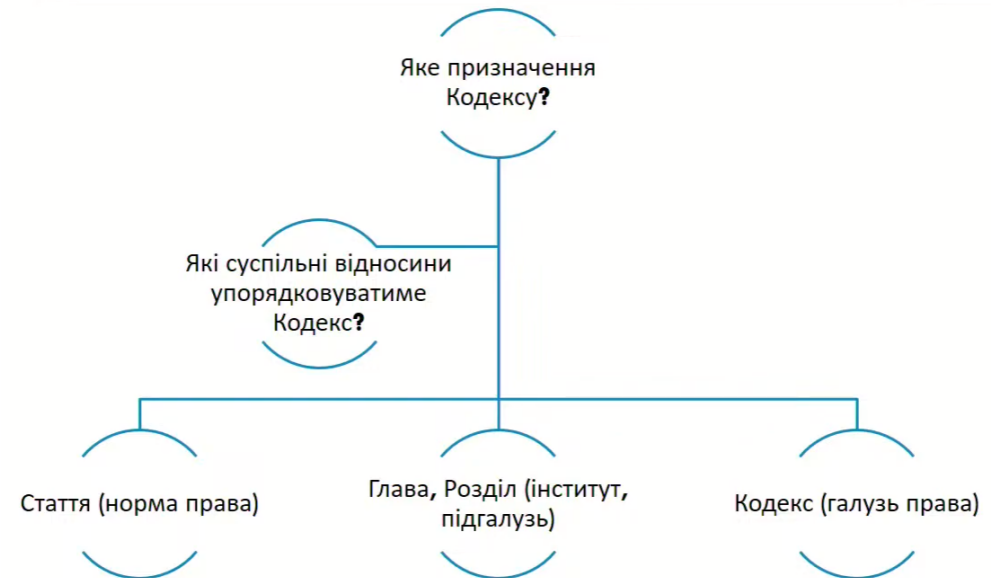 Яке призначення
Кодексу?
Які суспільні відносини
упорядковуватиме
Кодекс?
Стаття (норма права)
Глава, Розділ (інститут,
підгалузь)
Кодекс (галузь права)